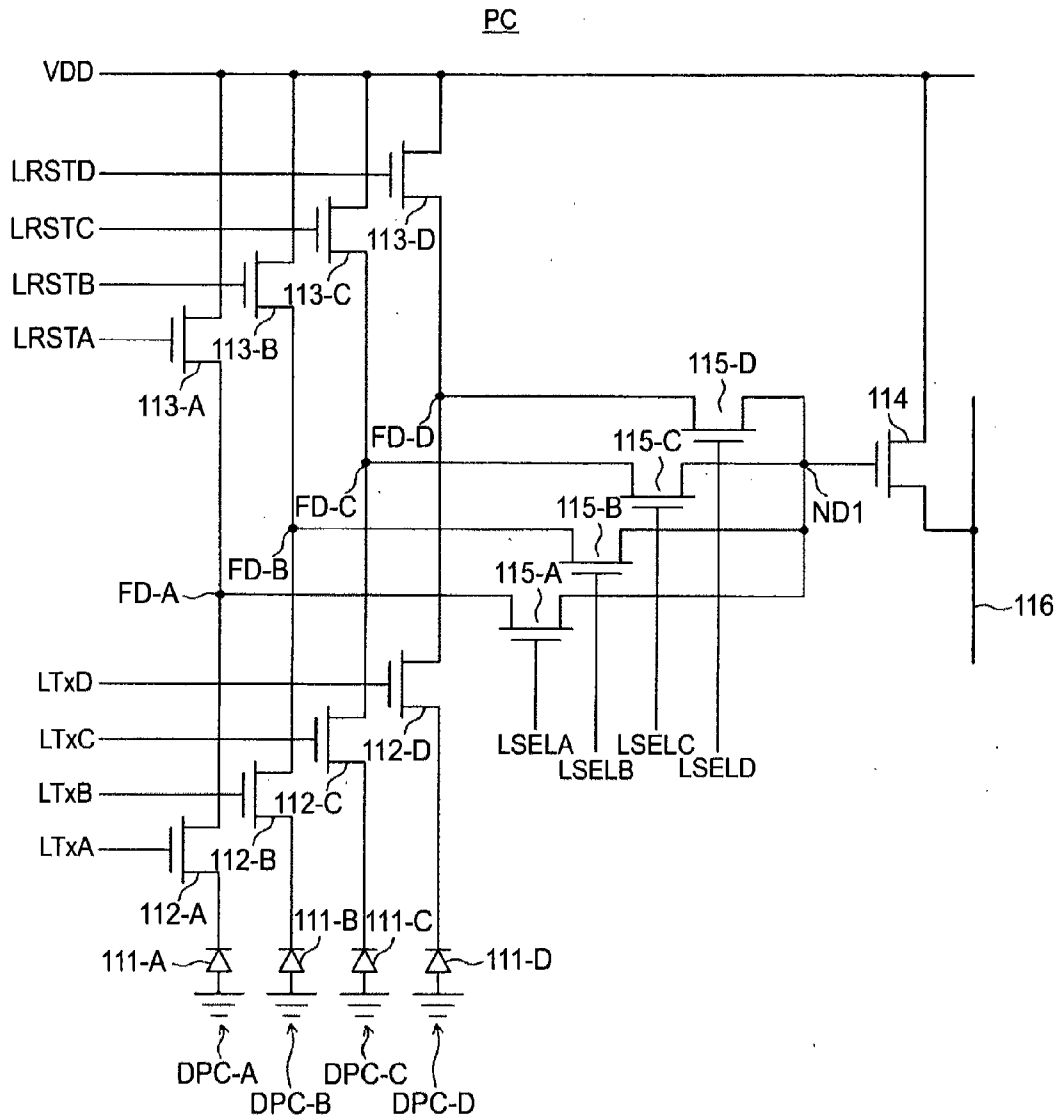 PC
VDD
LRSTD
LRSTC
113-D
LRSTB
113-C
LRSTA
113-B
115-D
113-A
114
FD-D
115-C
FD-C
115-B
ND1
FD-B
115-A
FD-A
116
LTxD
LTxC
112-D
LSELA
LSELC
LSELB
LSELD
LTxB
112-C
LTxA
112-B
112-A
111-B
111-C
111-A
111-D
DPC-A
DPC-C
DPC-B
DPC-D